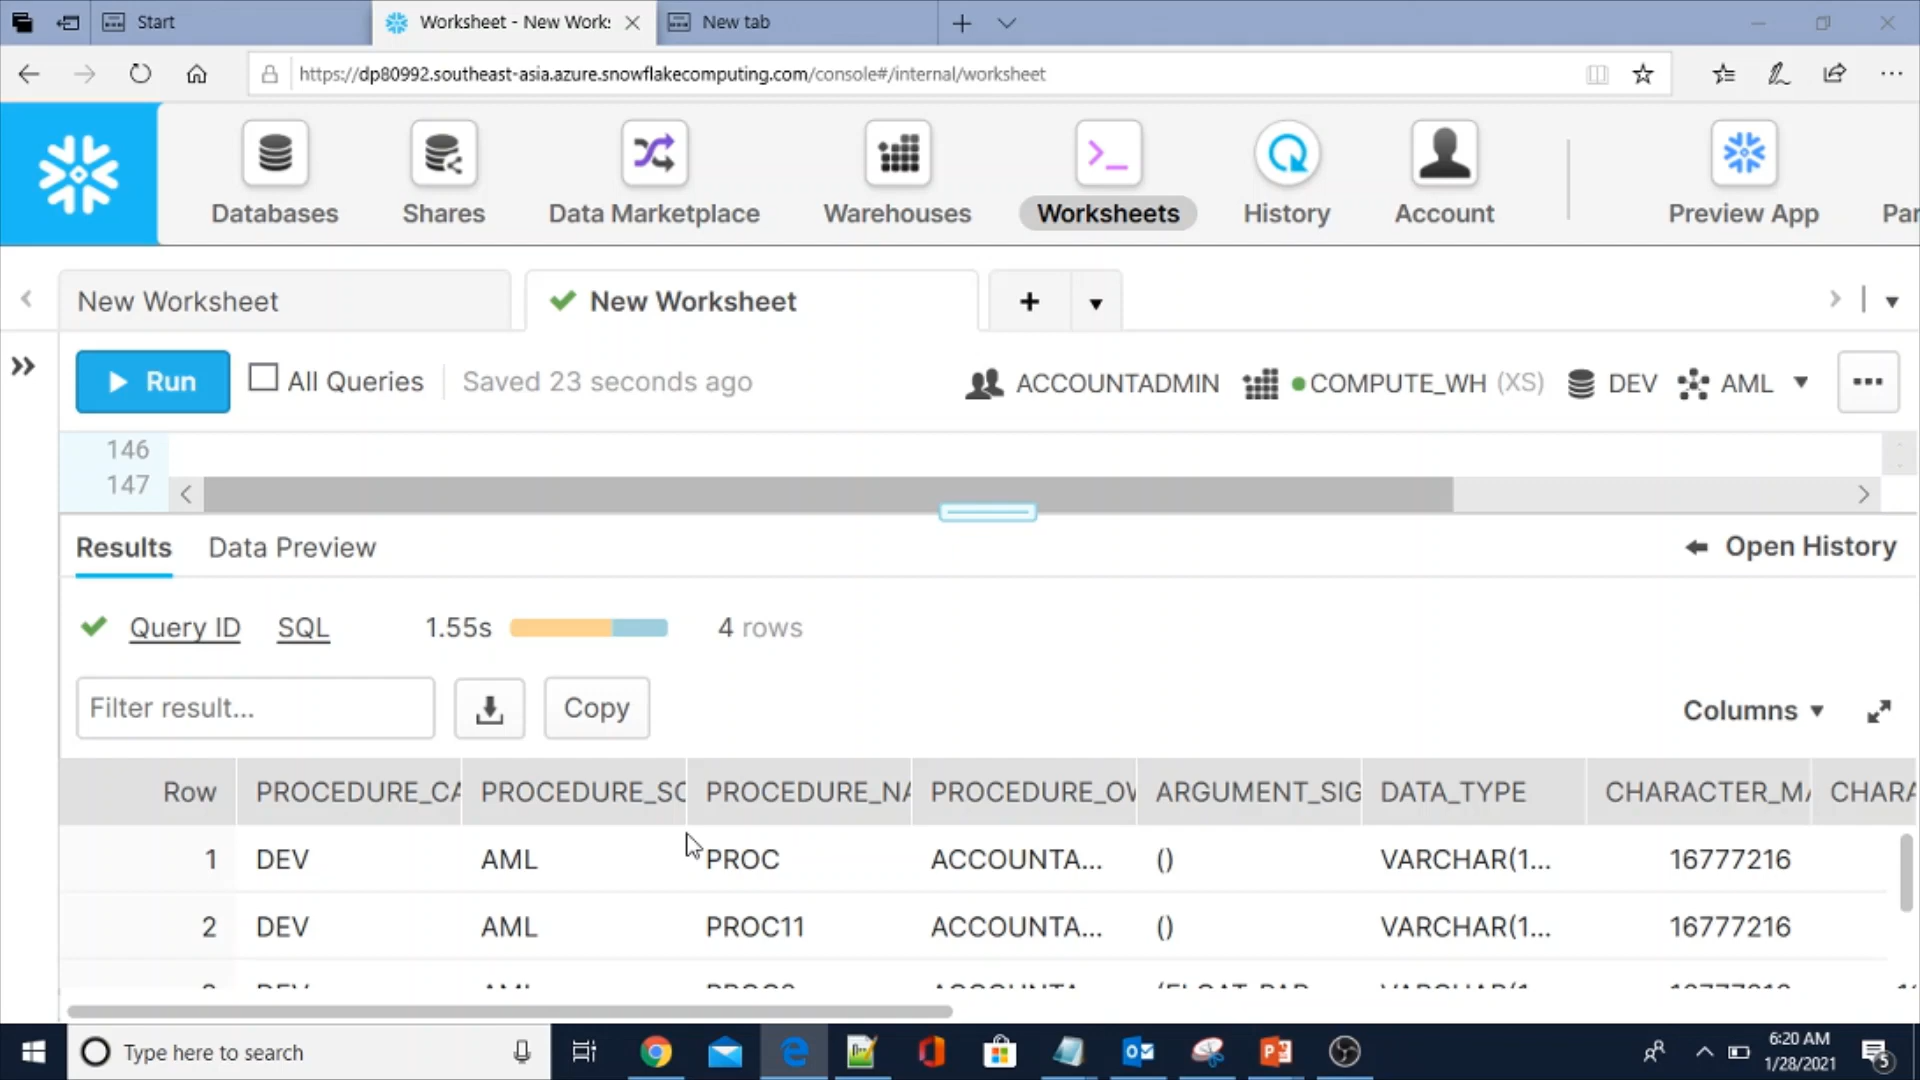 Start
Worksheet - New Work:
New tab
https://dp80992.southeast-asia.azure.snowflakecomputing.com/console#/internal/worksheet
Databases
Shares
Data Marketplace
Warehouses
Worksheets
History
Account
Preview App
Par
New Worksheet
New Worksheet
Run
All Queries
Saved 23 seconds ago
ACCOUNTADMIN
COMPUTE_WH (XS)
DEV
AML
146
147
Results
Data Preview
Open History
Query ID
SQL
1.55s
4 rows
Filter result...
Copy
Columns
Row PROCEDURE_CA PROCEDURE_SC PROCEDURE_NA PROCEDURE_OW ARGUMENT_SIG DATA_TYPE CHARACTER_MA CHARA
1 DEV AML PROC ACCOUNTA... () VARCHAR(1... 16777216
2 DEV AML PROC11 ACCOUNTA... () VARCHAR(1... 16777216
Type here to search
6:20 AM
1/28/2021
5